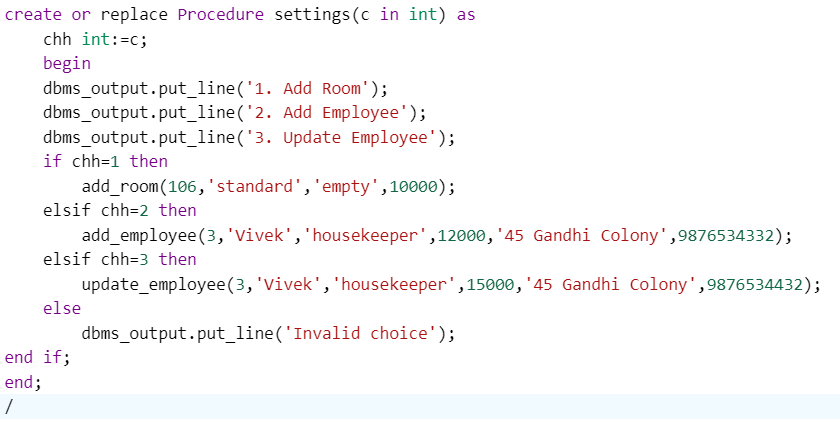 create or replace Procedure settings(c in int) as
    chh int:=c;
    begin
    dbms_output.put_line('1. Add Room');
    dbms_output.put_line('2. Add Employee');
    dbms_output.put_line('3. Update Employee');
    if chh=1 then
        add_room(106,'standard','empty',10000);
    elsif chh=2 then
        add_employee(3,'Vivek','housekeeper',12000,'45 Gandhi Colony',9876534332);
    elsif chh=3 then
        update_employee(3,'Vivek','housekeeper',15000,'45 Gandhi Colony',9876534432);
    else
        dbms_output.put_line('Invalid choice');
end if;
end;
/